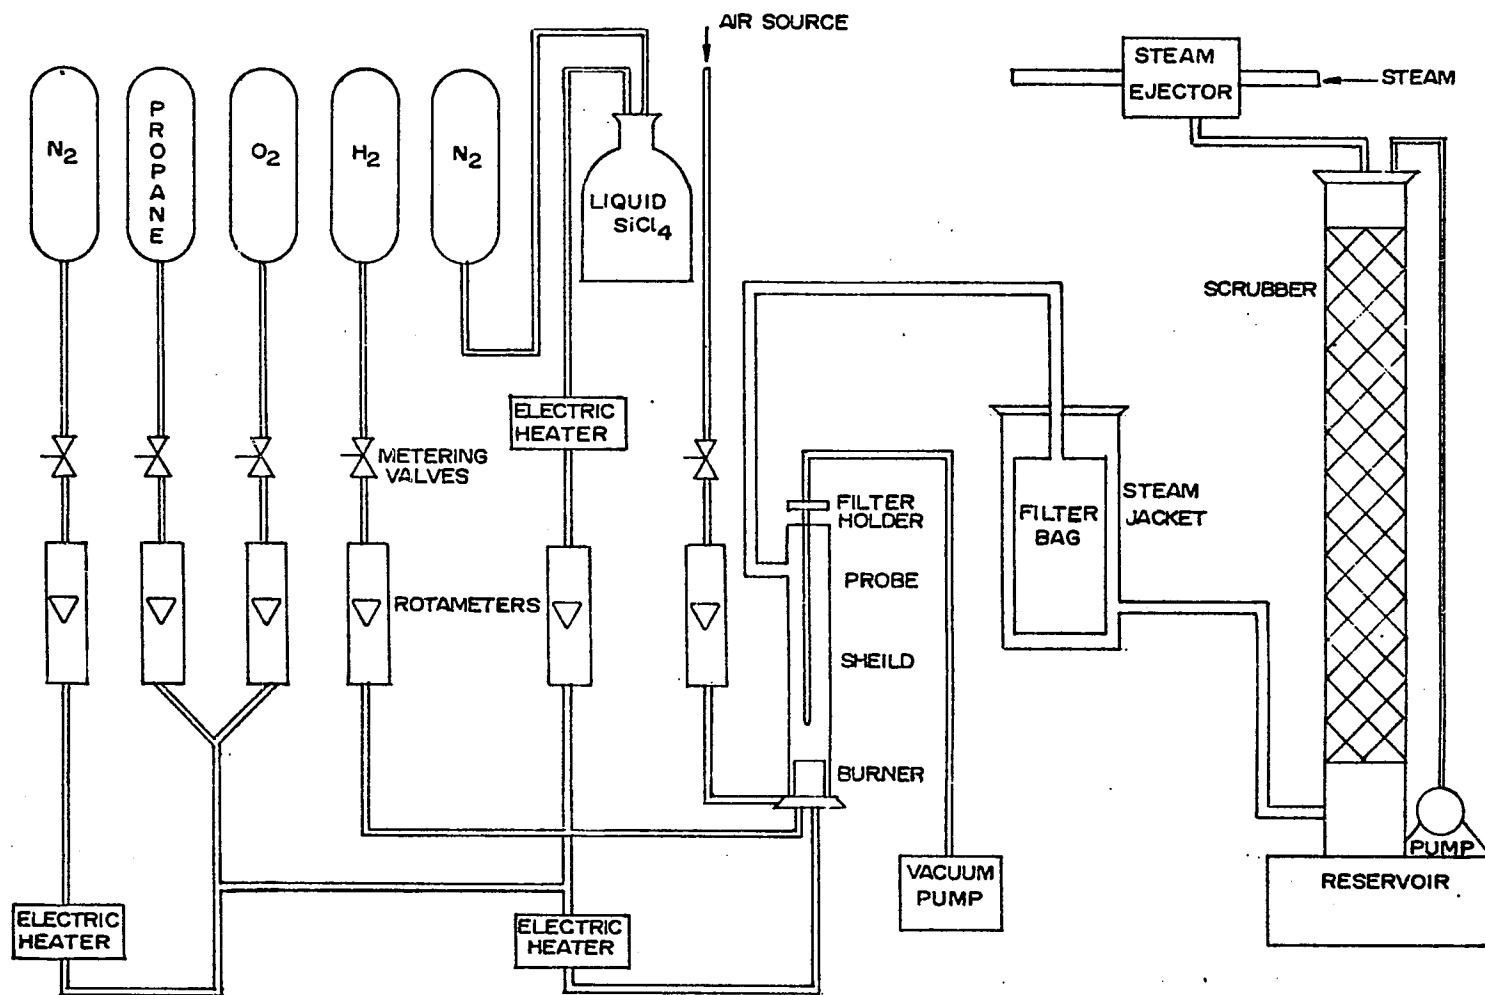 AIR SOURCE
STEAM
EJECTOR
STEAM
N2
PROPANE
O2
H2
N2
LIQUID
SiCl4
SCRUBBER
ELECTRIC
HEATER
METERING
VALVES
FILTER
HOLDER
FILTER
BAG
STEAM
JACKET
ROTAMETERS
PROBE
SHEILD
BURNER
PUMP
VACUUM
PUMP
RESERVOIR
ELECTRIC
HEATER
ELECTRIC
HEATER